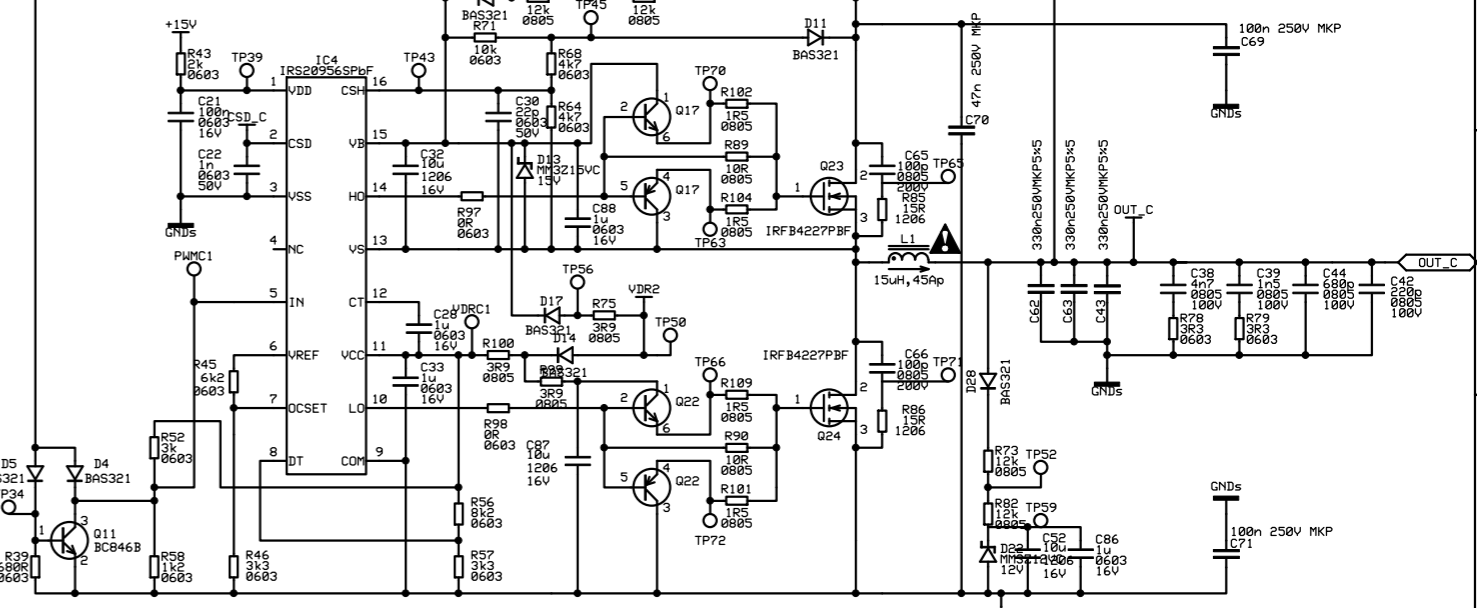 12k
0805
BAS321
TP45
12k
0805
+15V
R71
10k
0603
D11
BAS321
47n 250V MKP
C70
100n 250V MKP
C69
GNDs
R43
2k
0603
TP39
IC4
IRS20956SPbF
TP43
R68
4k7
0603
TP70
R102
1R5
0805
1
VDD
CSH
16
C21
100n
0603
16V
CSD_C
C30
22p
0603
50V
R64
4k7
0603
2
Q17
1
6
2
CSD
VB
15
C22
1n
0603
50V
C32
10u
1206
16V
D13
MM3Z15VC
15V
R89
10R
0805
Q23
2
1
3
IRFB4227PBF
C65
100p
0805
200V
TP65
R85
15R
1206
3
VSS
HO
14
GNDs
R97
0R
0603
5
Q17
4
3
R104
1R5
0805
TP63
C88
1u
0603
16V
4
NC
VS
13
L1
15uH,45Ap
330n250VMKP5%5
330n250VMKP5%5
330n250VMKP5%5
OUT_C
OUT_C
PWMC1
TP56
5
IN
CT
12
C28
1u
0603
16V
VDRC1
D17
BAS321
R75
3R9
0805
VDR2
TP50
C62
C63
C43
C38
4n7
0805
100V
C39
1n5
0805
100V
C44
680p
0805
100V
C42
220p
0805
100V
R78
3R3
0603
R79
3R3
0603
GNDs
6
VREF
VCC
11
R45
6k2
0603
C33
1u
0603
16V
R100
3R9
0805
D14
BAS321
3R9
0805
TP66
IRFB4227PBF
C66
100p
0805
200V
TP71
D28
BAS321
7
OCSET
LO
10
R98
0R
0603
2
Q22
1
6
R109
1R5
0805
1
2
3
Q24
R86
15R
1206
R52
3k
0603
8
DT
COM
9
C87
10u
1206
16V
R90
10R
0805
5
Q22
4
3
R101
1R5
0805
TP72
R73
12k
0805
TP52
D5
S321
D4
BAS321
TP34
R56
8k2
0603
R82
12k
0805
TP59
GNDs
1
3
2
Q11
BC846B
R39
680R
0603
R58
1k2
0603
R46
3k3
0603
R57
3k3
0603
12V
C52
10u
1206
16V
C86
1u
0603
16V
100n 250V MKP
C71